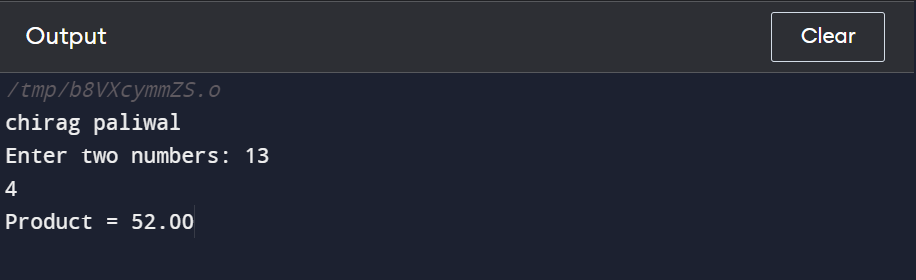 Output
Clear
/tmp/b8VXcymmZS.o
chirag paliwal
Enter two numbers: 13
4
Product = 52.00